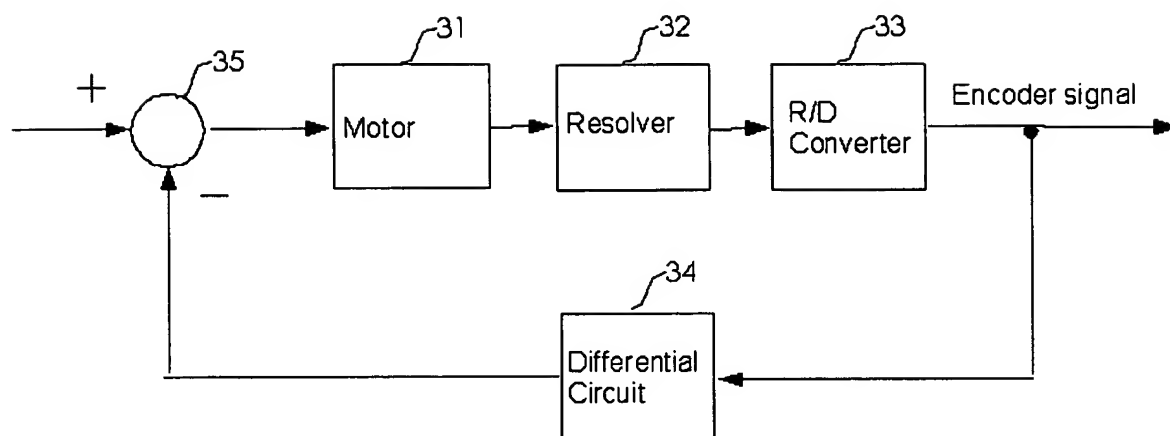 31
32
33
35
+
Motor
Resolver
R/D
Converter
Encoder signal
−
34
Differential
Circuit